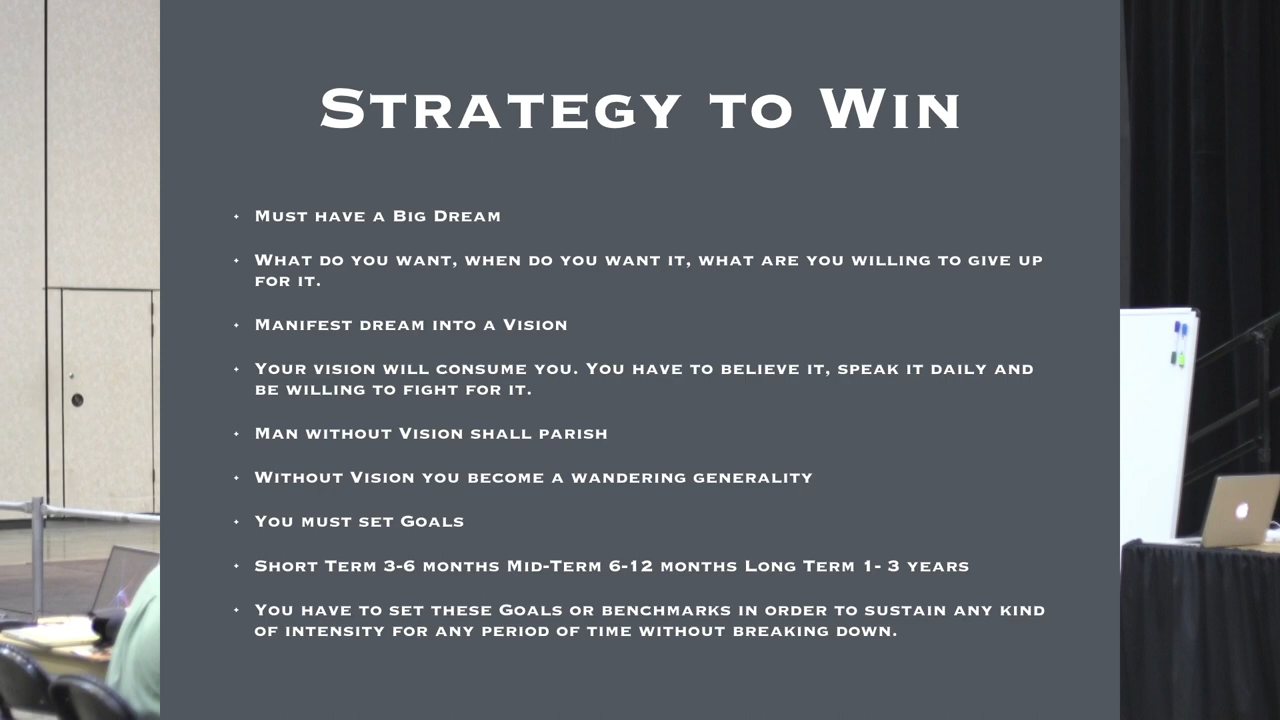 Strategy to Win
Must have a Big Dream
What do you want, when do you want it, what are you willing to give up
for it.
Manifest dream into a Vision
Your vision will consume you. You have to believe it, speak it daily and
be willing to fight for it.
Man without Vision shall parish
Without Vision you become a wandering generality
You must set Goals
Short Term 3-6 months Mid-Term 6-12 months Long Term 1- 3 years
You have to set these Goals or benchmarks in order to sustain any kind
of intensity for any period of time without breaking down.